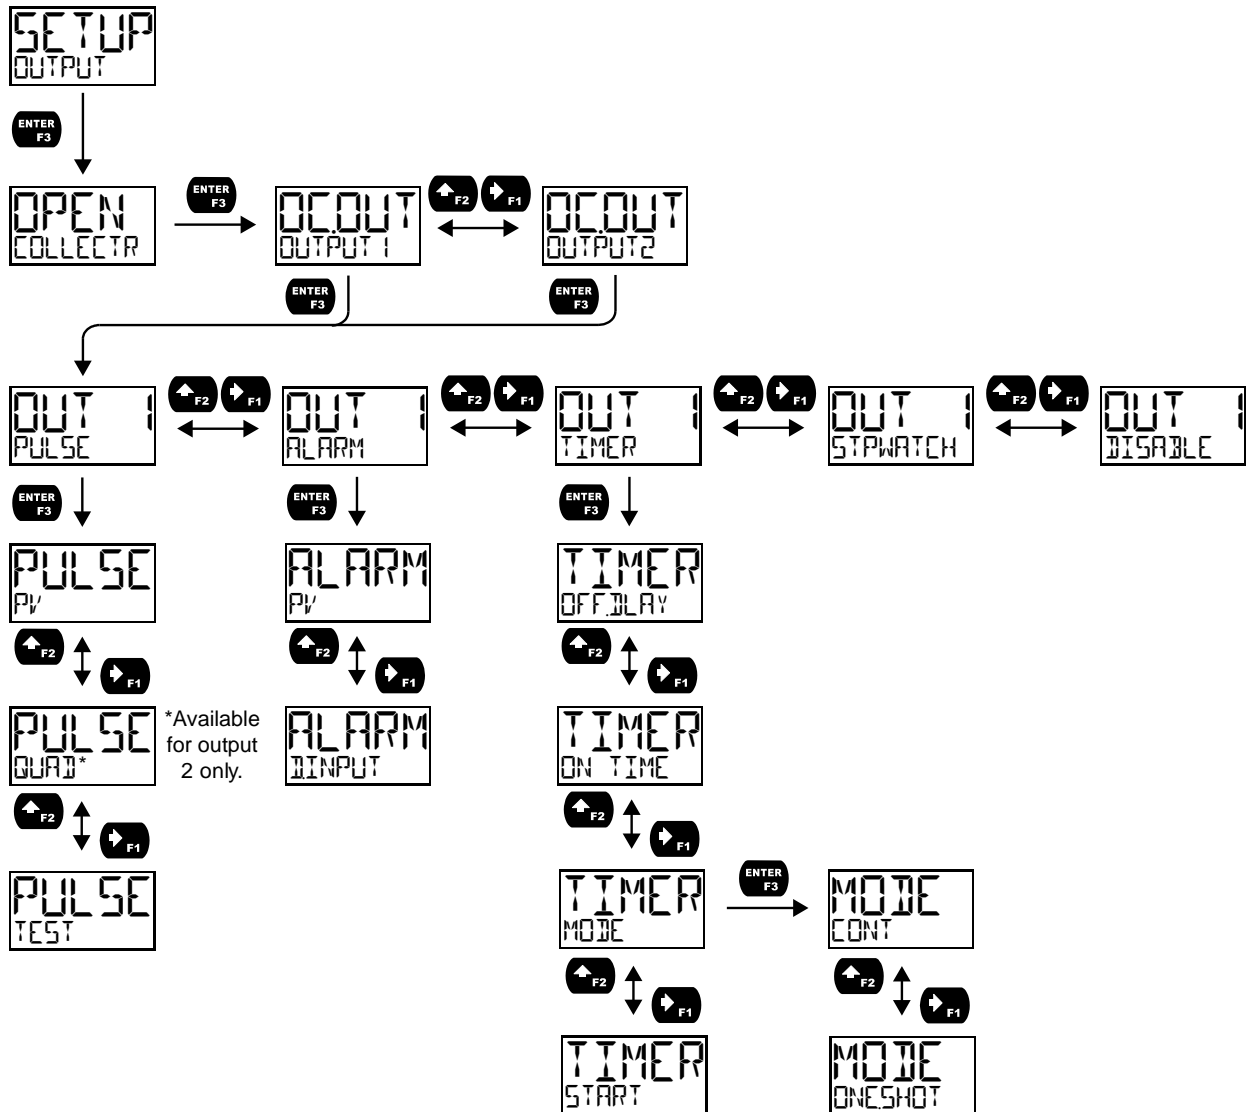 SETUP
OUTPUT
ENTER
F3
OPEN
COLLECTR
ENTER
F3
OC.OUT
OUTPUT 1
F2
F1
OC.OUT
OUTPUT2
ENTER
F3
ENTER
F3
OUT 1
PULSE
F2
F1
OUT 1
ALARM
F2
F1
OUT 1
TIMER
F2
F1
OUT 1
STPWATCH
F2
F1
OUT 1
DISABLE
ENTER
F3
ENTER
F3
ENTER
F3
PULSE
PV
ALARM
PV
TIMER
OFF.DLAY
F2
F1
F2
F1
F2
F1
PULSE
QUAD*
*Available
for output
2 only.
ALARM
D.INPUT
TIMER
ON TIME
F2
F1
F2
F1
PULSE
TEST
TIMER
MODE
ENTER
F3
MODE
CONT
F2
F1
F2
F1
TIMER
START
MODE
ONE.SHOT